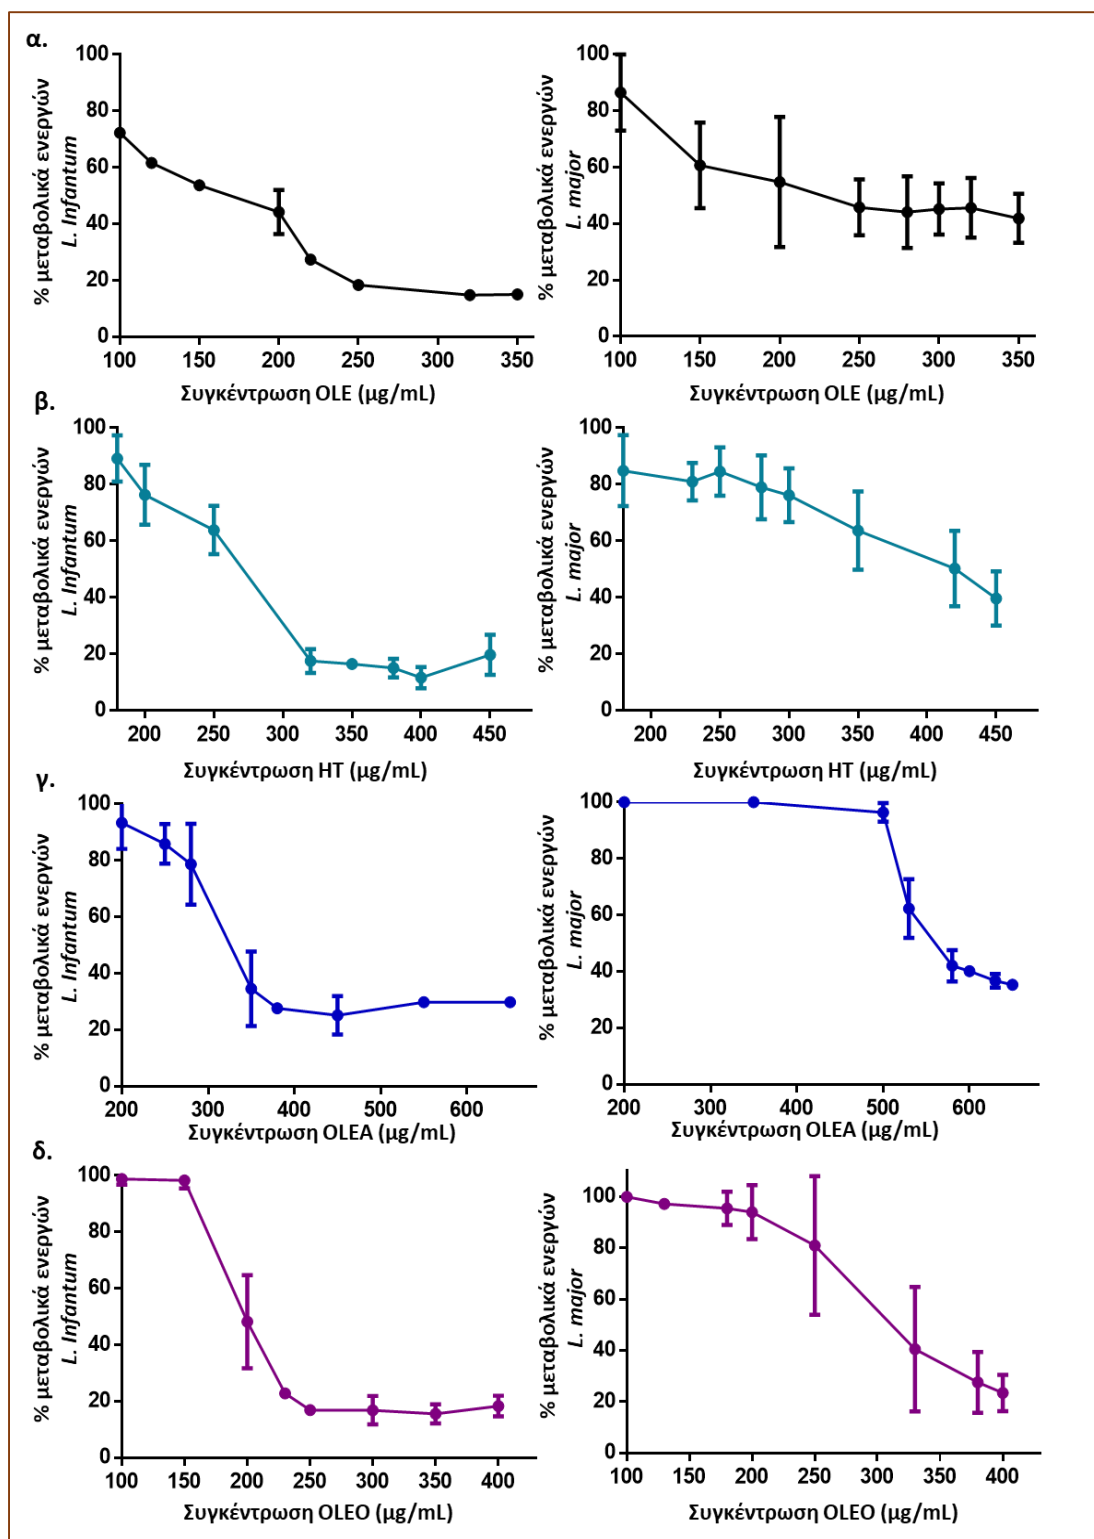 α.
% μεταβολικά ενεργών
L. Infantum
100
80
60
40
20
0
100 150 200 250 300 350
Συγκέντρωση OLE (μg/mL)
% μεταβολικά ενεργών
L. major
100
80
60
40
20
0
100 150 200 250 300 350
Συγκέντρωση OLE (μg/mL)
β.
% μεταβολικά ενεργών
L. Infantum
100
80
60
40
20
0
200 250 300 350 400 450
Συγκέντρωση HT (μg/mL)
% μεταβολικά ενεργών
L. major
100
80
60
40
20
0
200 250 300 350 400 450
Συγκέντρωση HT (μg/mL)
γ.
% μεταβολικά ενεργών
L. Infantum
100
80
60
40
20
0
200 300 400 500 600
Συγκέντρωση OLEA (μg/mL)
% μεταβολικά ενεργών
L. major
100
80
60
40
20
0
200 300 400 500 600
Συγκέντρωση OLEA (μg/mL)
δ.
% μεταβολικά ενεργών
L. Infantum
100
80
60
40
20
0
100 150 200 250 300 350 400
Συγκέντρωση OLEO (μg/mL)
% μεταβολικά ενεργών
L. major
100
80
60
40
20
0
100 150 200 250 300 350 400
Συγκέντρωση OLEO (μg/mL)